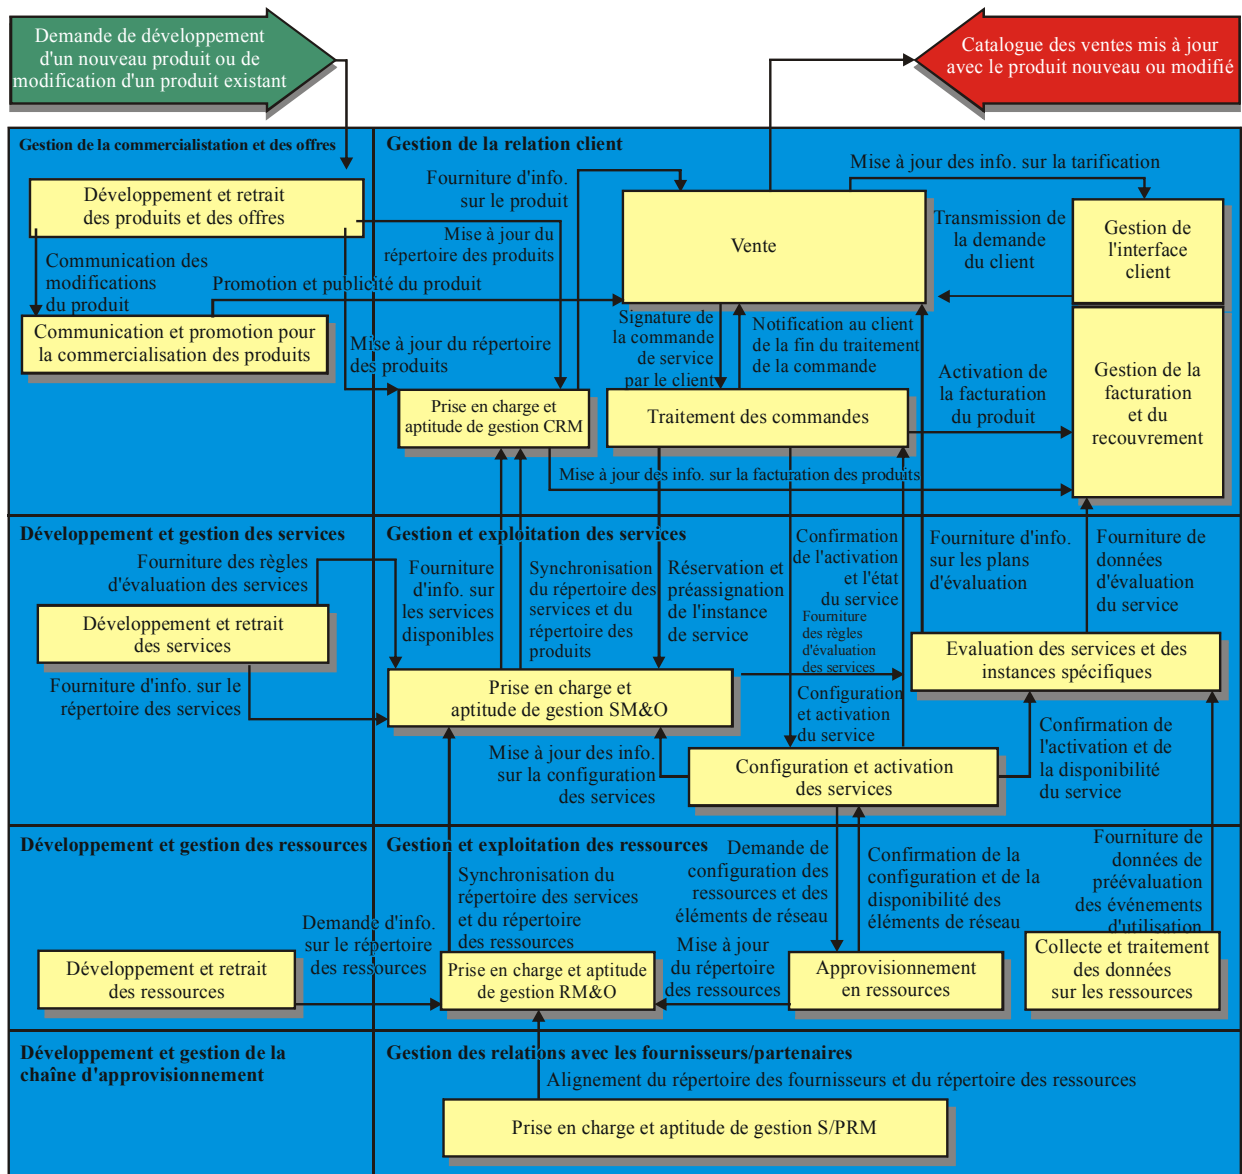 Demande de développement
d'un nouveau produit ou de
modification d'un produit existant
Catalogue des ventes mis à jour
avec le produit nouveau ou modifié
Gestion de la commercialistation et des offres
Gestion de la relation client
Développement et retrait
des produits et des offres
Fourniture d'info.
sur le produit
Mise à jour des info. sur la tarification
Vente
Transmission de
la demande
du client
Gestion de
l'interface
client
Mise à jour du
répertoire des produits
Communication des
modifications
du produit
Promotion et publicité du produit
Communication et promotion pour
la commercialisation des produits
Signature de
la commande
de service
par le client
Notification au client
de la fin du traitement
de la commande
Mise à jour du répertoire
des produits
Activation de
la facturation
du produit
Gestion de la
facturation
et du
recouvrement
Prise en charge et
aptitude de gestion CRM
Traitement des commandes
Mise à jour des info. sur la facturation des produits
Développement et gestion des services
Gestion et exploitation des services
Fourniture des règles
d'évaluation des services
Fourniture
d'info. sur
les services
disponibles
Synchronisation
du répertoire des
services et du
répertoire des
produits
Réservation et
préassignation
de l'instance
de service
Confirmation
de l'activation
et l'état
du service
Fourniture
des règles
d'évaluation
des services
Fourniture d'info.
sur les plans
d'évaluation
Fourniture de
données
d'évaluation
du service
Développement et retrait
des services
Evaluation des services et des
instances spécifiques
Fourniture d'info. sur le
répertoire des services
Prise en charge et
aptitude de gestion SM&O
Configuration
et activation
du service
Mise à jour des info.
sur la configuration
des services
Configuration et activation
des services
Confirmation de
l'activation et de
la disponibilité
du service
Développement et gestion des ressources
Gestion et exploitation des ressources
Synchronisation du
répertoire des services
et du répertoire
des ressources
Demande de
configuration des
ressources et des
éléments de réseau
Confirmation de la
configuration et de la
disponibilité des
éléments de réseau
Fourniture de
données de
préévaluation
des événements
d'utilisation
Demande d'info.
sur le répertoire
des ressources
Mise à jour
du répertoire
des ressources
Développement et retrait
des ressources
Prise en charge et aptitude
de gestion RM&O
Approvisionnement
en ressources
Collecte et traitement
des données
sur les ressources
Développement et gestion de la
chaîne d'approvisionnement
Gestion des relations avec les fournisseurs/partenaires
Alignement du répertoire des fournisseurs et du répertoire des ressources
Prise en charge et aptitude de gestion S/PRM